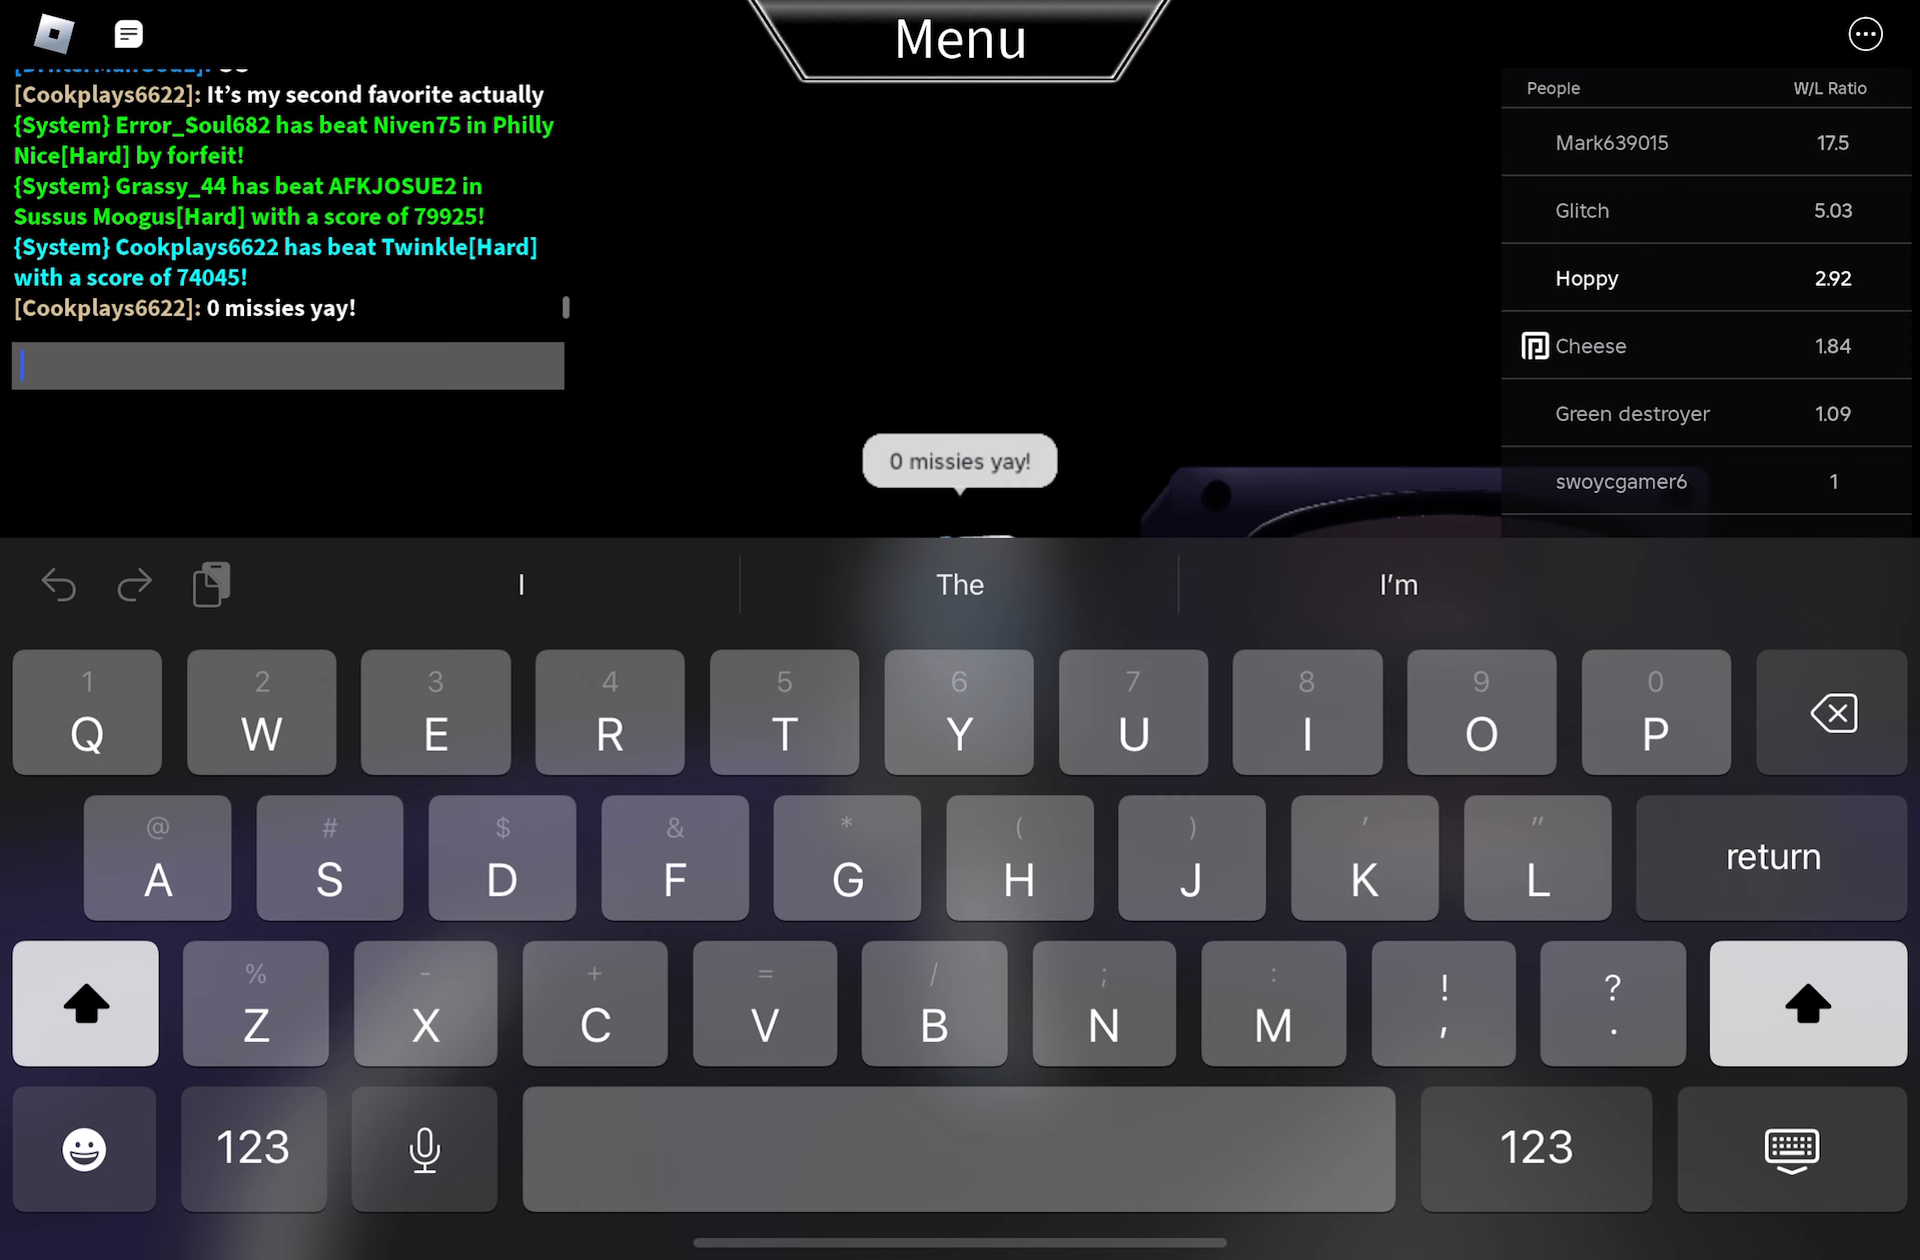 Menu
[Cookplays6622]: It’s my second favorite actually
{System} Error_Soul682 has beat Niven75 in Philly
Nice[Hard] by forfeit!
{System} Grassy_44 has beat AFKJOSUE2 in
Sussus Moogus[Hard] with a score of 79925!
{System} Cookplays6622 has beat Twinkle[Hard]
with a score of 74045!
[Cookplays6622]: 0 missies yay!
People W/L Ratio
Mark639015 17.5
Glitch 5.03
Hoppy 2.92
Cheese 1.84
Green destroyer 1.09
swoycgamer6 1
0 missies yay!
I The I’m
1 2 3 4 5 6 7 8 9 0
Q W E R T Y U I O P
@ # $ & * ( ) ' "
A S D F G H J K L return
% - + = / ; : ! ?
Z X C V B N M , .
123 123